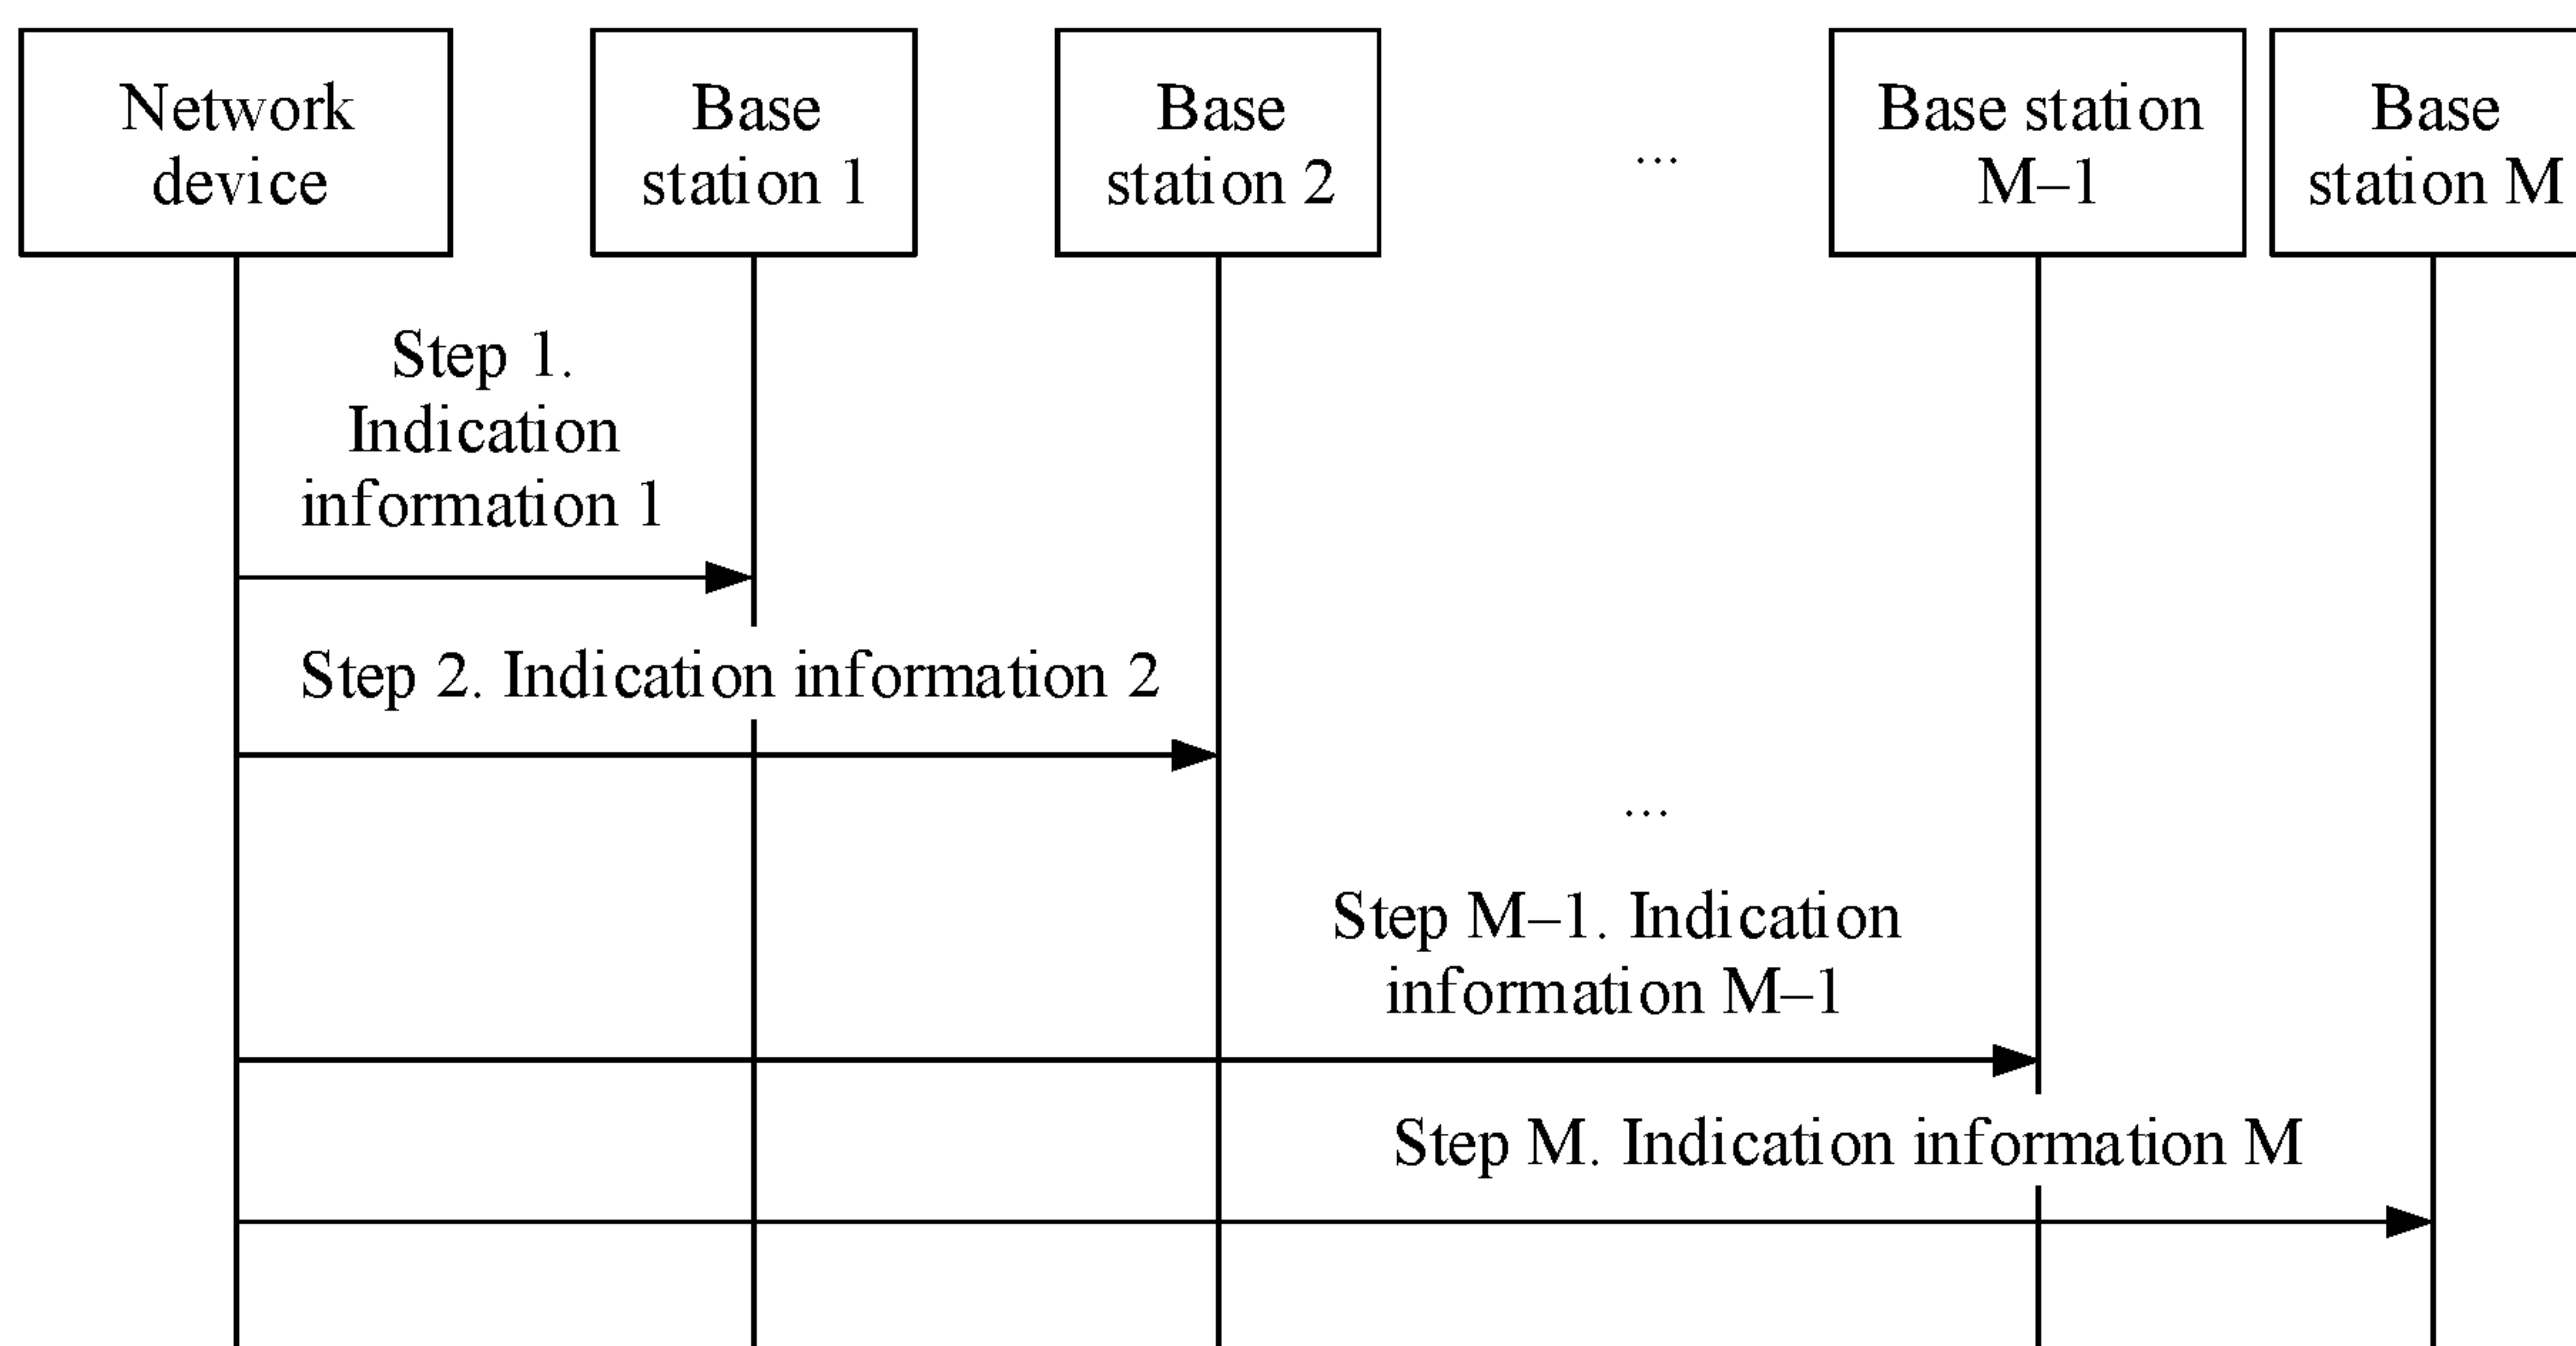 Network
device
Base
station 1
Base
station 2
...
Base station
M–1
Base
station M
Step 1.
Indication
information 1
Step 2. Indication information 2
...
Step M–1. Indication
information M–1
Step M. Indication information M